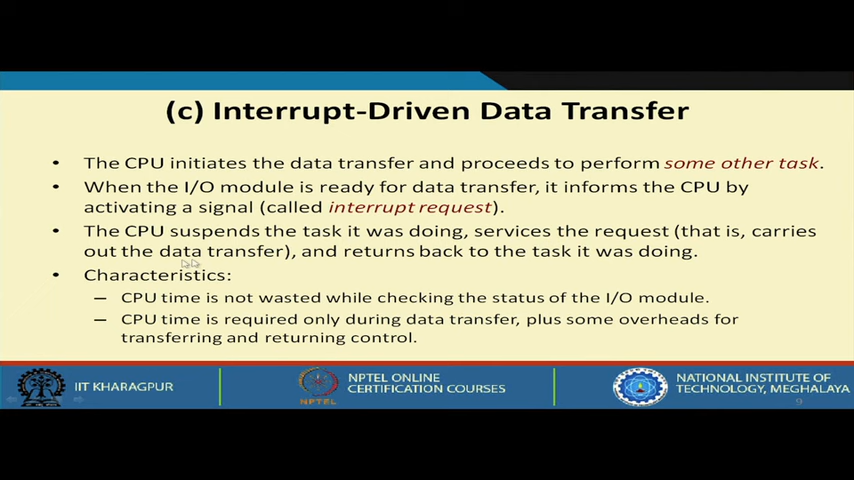 (c) Interrupt-Driven Data Transfer
• The CPU initiates the data transfer and proceeds to perform some other task.
• When the I/O module is ready for data transfer, it informs the CPU by
activating a signal (called interrupt request).
• The CPU suspends the task it was doing, services the request (that is, carries
out the data transfer), and returns back to the task it was doing.
• Characteristics:
– CPU time is not wasted while checking the status of the I/O module.
– CPU time is required only during data transfer, plus some overheads for
transferring and returning control.
IIT KHARAGPUR
NPTEL
NPTEL ONLINE
CERTIFICATION COURSES
NATIONAL INSTITUTE OF
TECHNOLOGY, MEGHALAYA
9